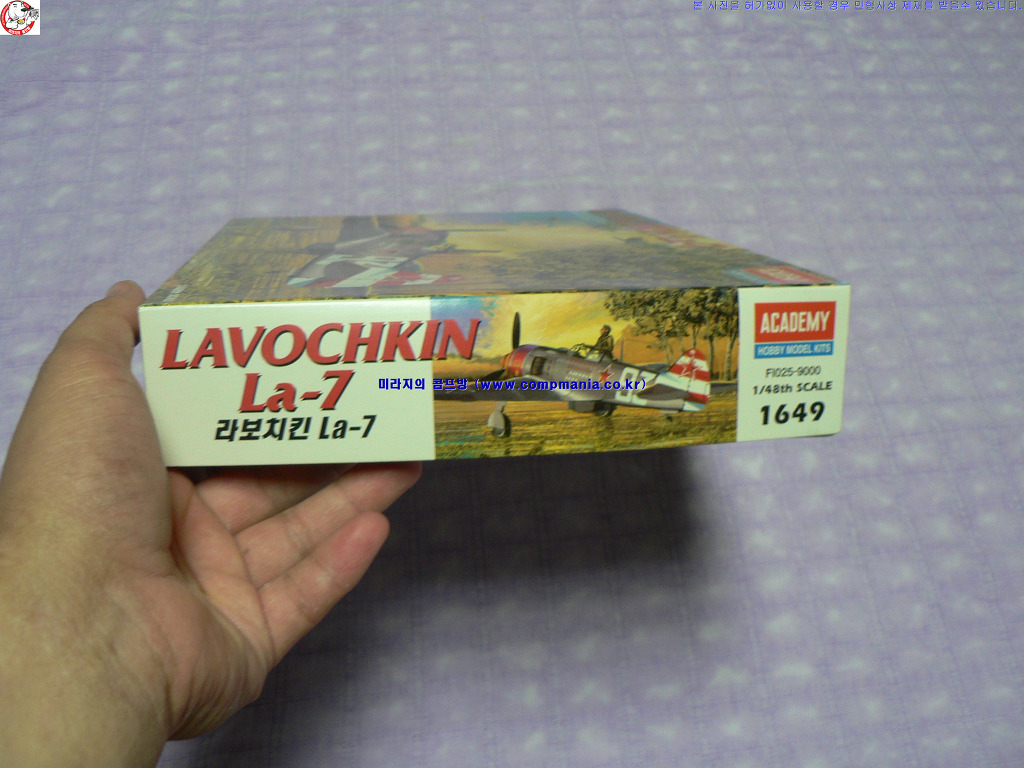 본 사진을 허가없이 사용할 경우 민형사상 제재를 받을수 있습니다.
LAVOCHKIN
La-7
라보치킨 La-7
미라지의 콤프방 (www.compmania.co.kr)
ACADEMY
HOBBY MODEL KITS
FI025-9000
1/48th SCALE
1649